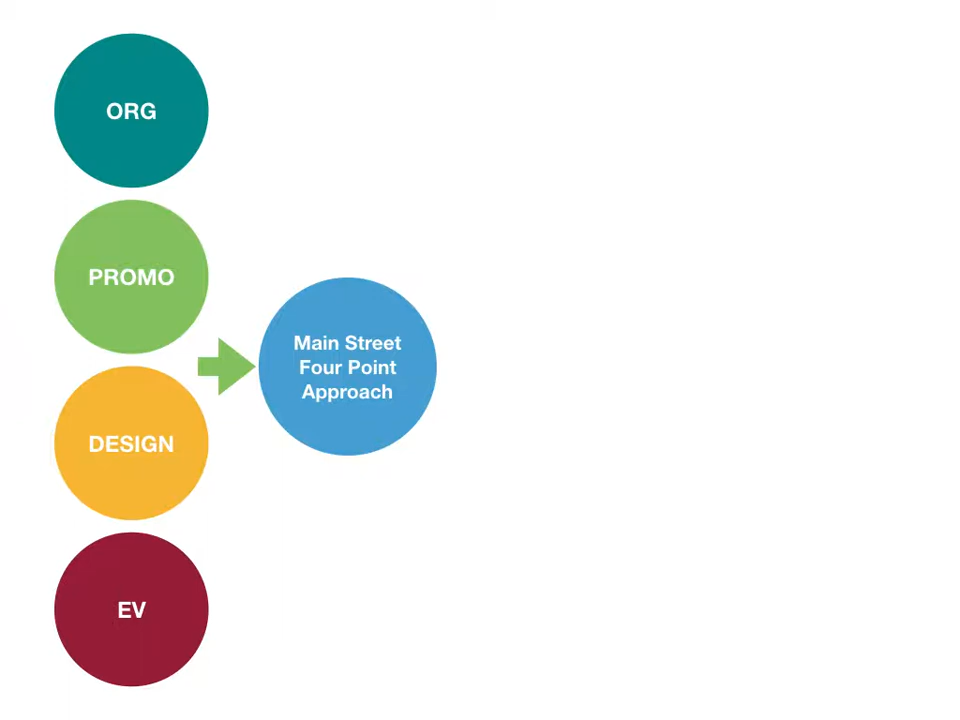 ORG
PROMO
DESIGN
EV
Main Street
Four Point
Approach